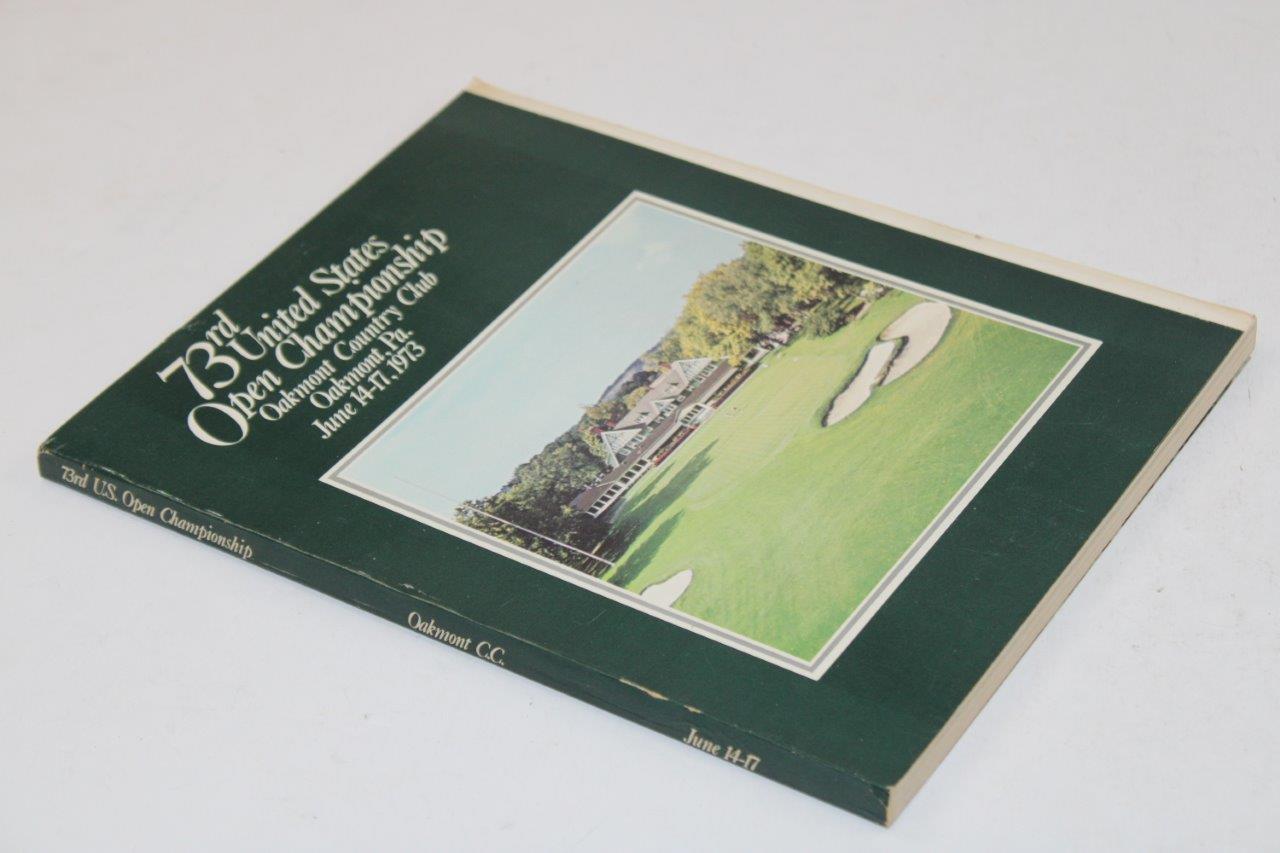 73rd
United States
Open Championship
Oakmont Country Club
Oakmont Pa.
June 14-17, 1973
73rd U.S. Open Championship
Oakmont C.C.
June 14-17